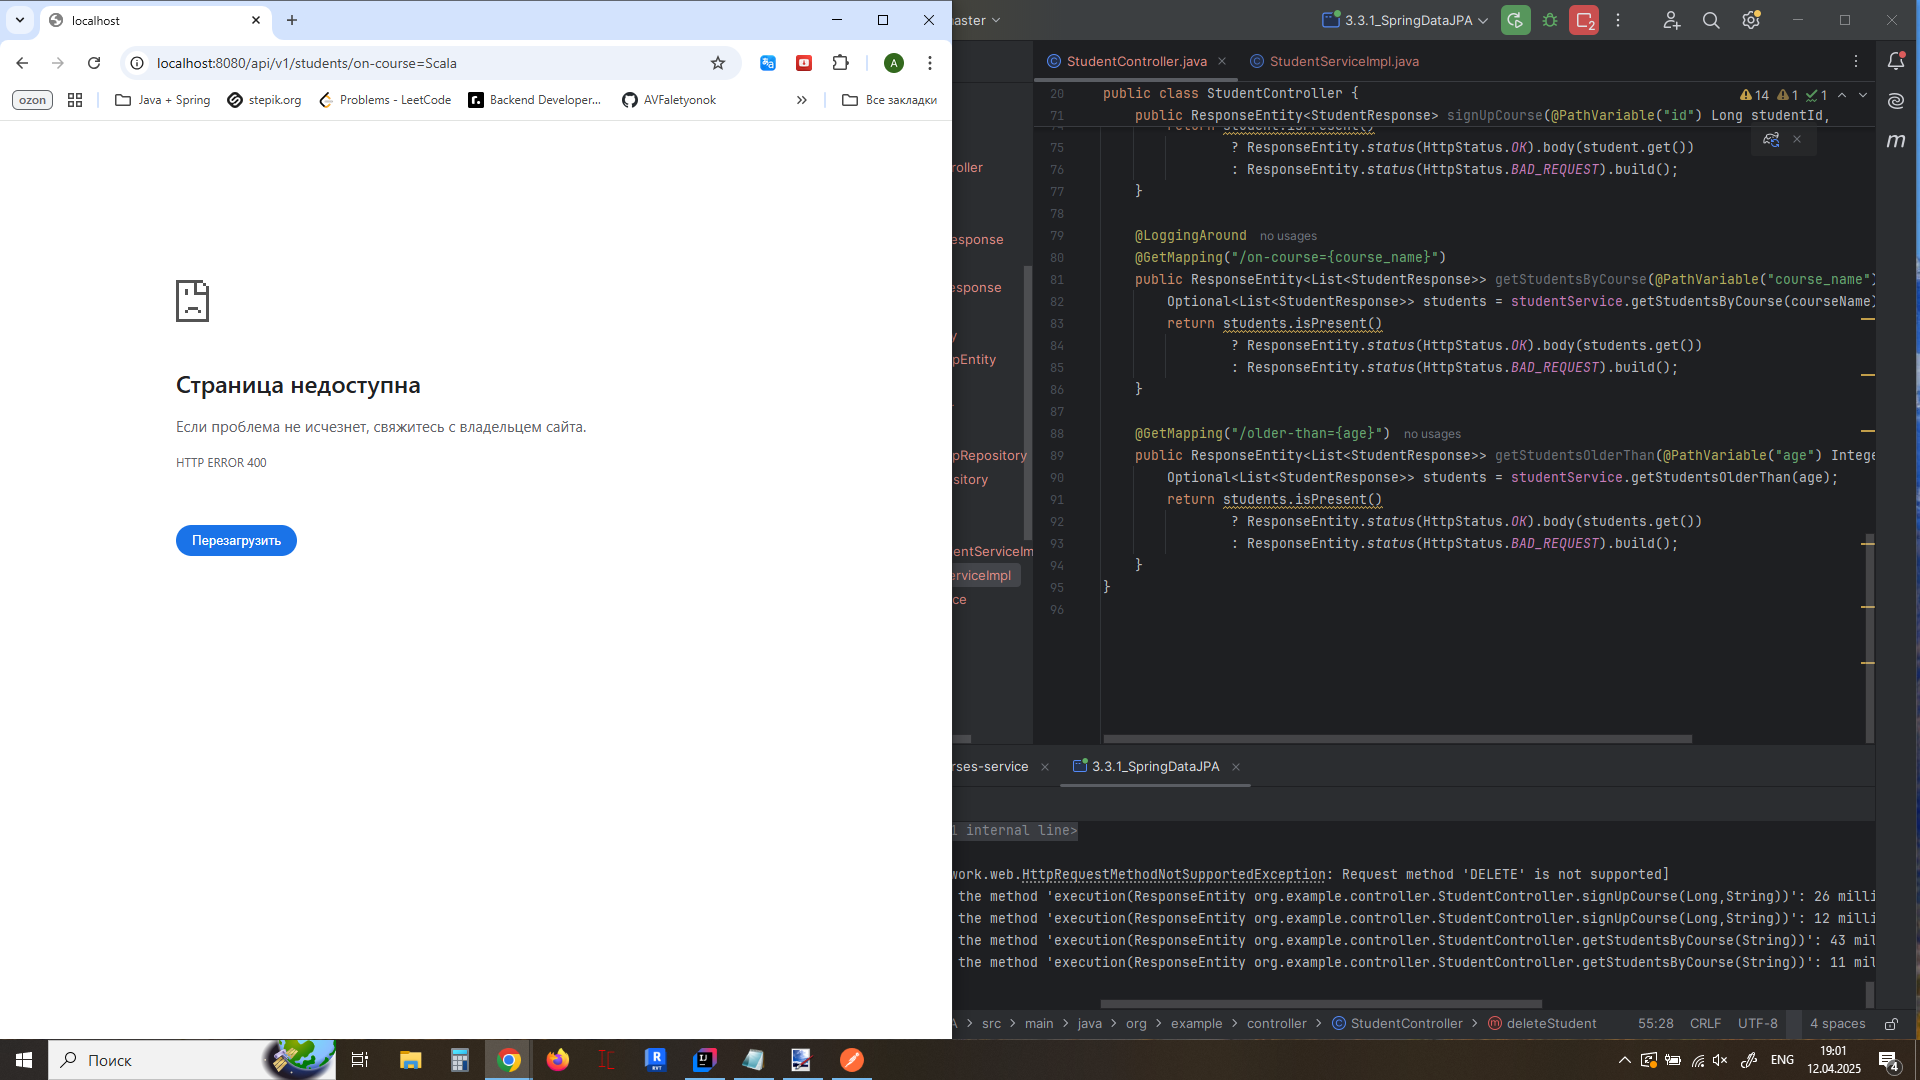 localhost
localhost:8080/api/v1/students/on-course=Scala
A
ozon
Java + Spring
stepik.org
Problems - LeetCode
Backend Developer...
AVFaletyonok
Все закладки
Страница недоступна
Если проблема не исчезнет, свяжитесь с владельцем сайта.
HTTP ERROR 400
Перезагрузить
aster
3.3.1_SpringDataJPA
2
StudentController.java
StudentServiceImpl.java
14
1
1
roller
esponse
esponse
y
pEntity
pRepository
sitory
entServiceIm
erviceImpl
ce
20 public class StudentController {
71 public ResponseEntity<StudentResponse> signUpCourse(@PathVariable("id") Long studentId,
74 return student.isPresent()
75 ? ResponseEntity.status(HttpStatus.OK).body(student.get())
76 : ResponseEntity.status(HttpStatus.BAD_REQUEST).build();
77 }
78
79 @LoggingAround no usages
80 @GetMapping("/on-course={course_name}")
81 public ResponseEntity<List<StudentResponse>> getStudentsByCourse(@PathVariable("course_name")
82 Optional<List<StudentResponse>> students = studentService.getStudentsByCourse(courseName)
83 return students.isPresent()
84 ? ResponseEntity.status(HttpStatus.OK).body(students.get())
85 : ResponseEntity.status(HttpStatus.BAD_REQUEST).build();
86 }
87
88 @GetMapping("/older-than={age}") no usages
89 public ResponseEntity<List<StudentResponse>> getStudentsOlderThan(@PathVariable("age") Intege
90 Optional<List<StudentResponse>> students = studentService.getStudentsOlderThan(age);
91 return students.isPresent()
92 ? ResponseEntity.status(HttpStatus.OK).body(students.get())
93 : ResponseEntity.status(HttpStatus.BAD_REQUEST).build();
94 }
95 }
96
m
rses-service
3.3.1_SpringDataJPA
l internal line>
work.web.HttpRequestMethodNotSupportedException: Request method 'DELETE' is not supported]
the method 'execution(ResponseEntity org.example.controller.StudentController.signUpCourse(Long,String))': 26 milli
the method 'execution(ResponseEntity org.example.controller.StudentController.signUpCourse(Long,String))': 12 milli
the method 'execution(ResponseEntity org.example.controller.StudentController.getStudentsByCourse(String))': 43 mil
the method 'execution(ResponseEntity org.example.controller.StudentController.getStudentsByCourse(String))': 11 mil
A > src > main > java > org > example > controller > StudentController > deleteStudent
55:28 CRLF UTF-8 4 spaces
Поиск
ENG
19:01
12.04.2025
4